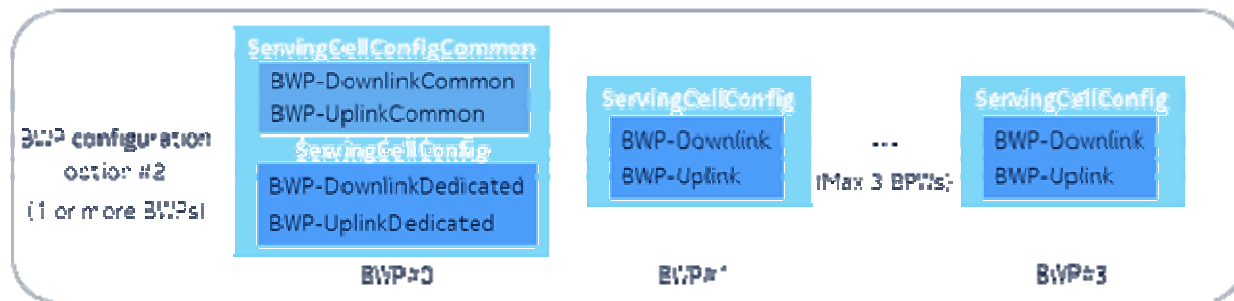 BWP configuration
option #2
(1 or more BWPs)
ServingCellConfigCommon
BWP-DownlinkCommon
BWP-UplinkCommon
ServingCellConfig
BWP-DownlinkDedicated
BWP-UplinkDedicated
BWP#0
ServingCellConfig
BWP-Downlink
BWP-Uplink
BWP#1
...
(Max 3 BPWs)
ServingCellConfig
BWP-Downlink
BWP-Uplink
BWP#3